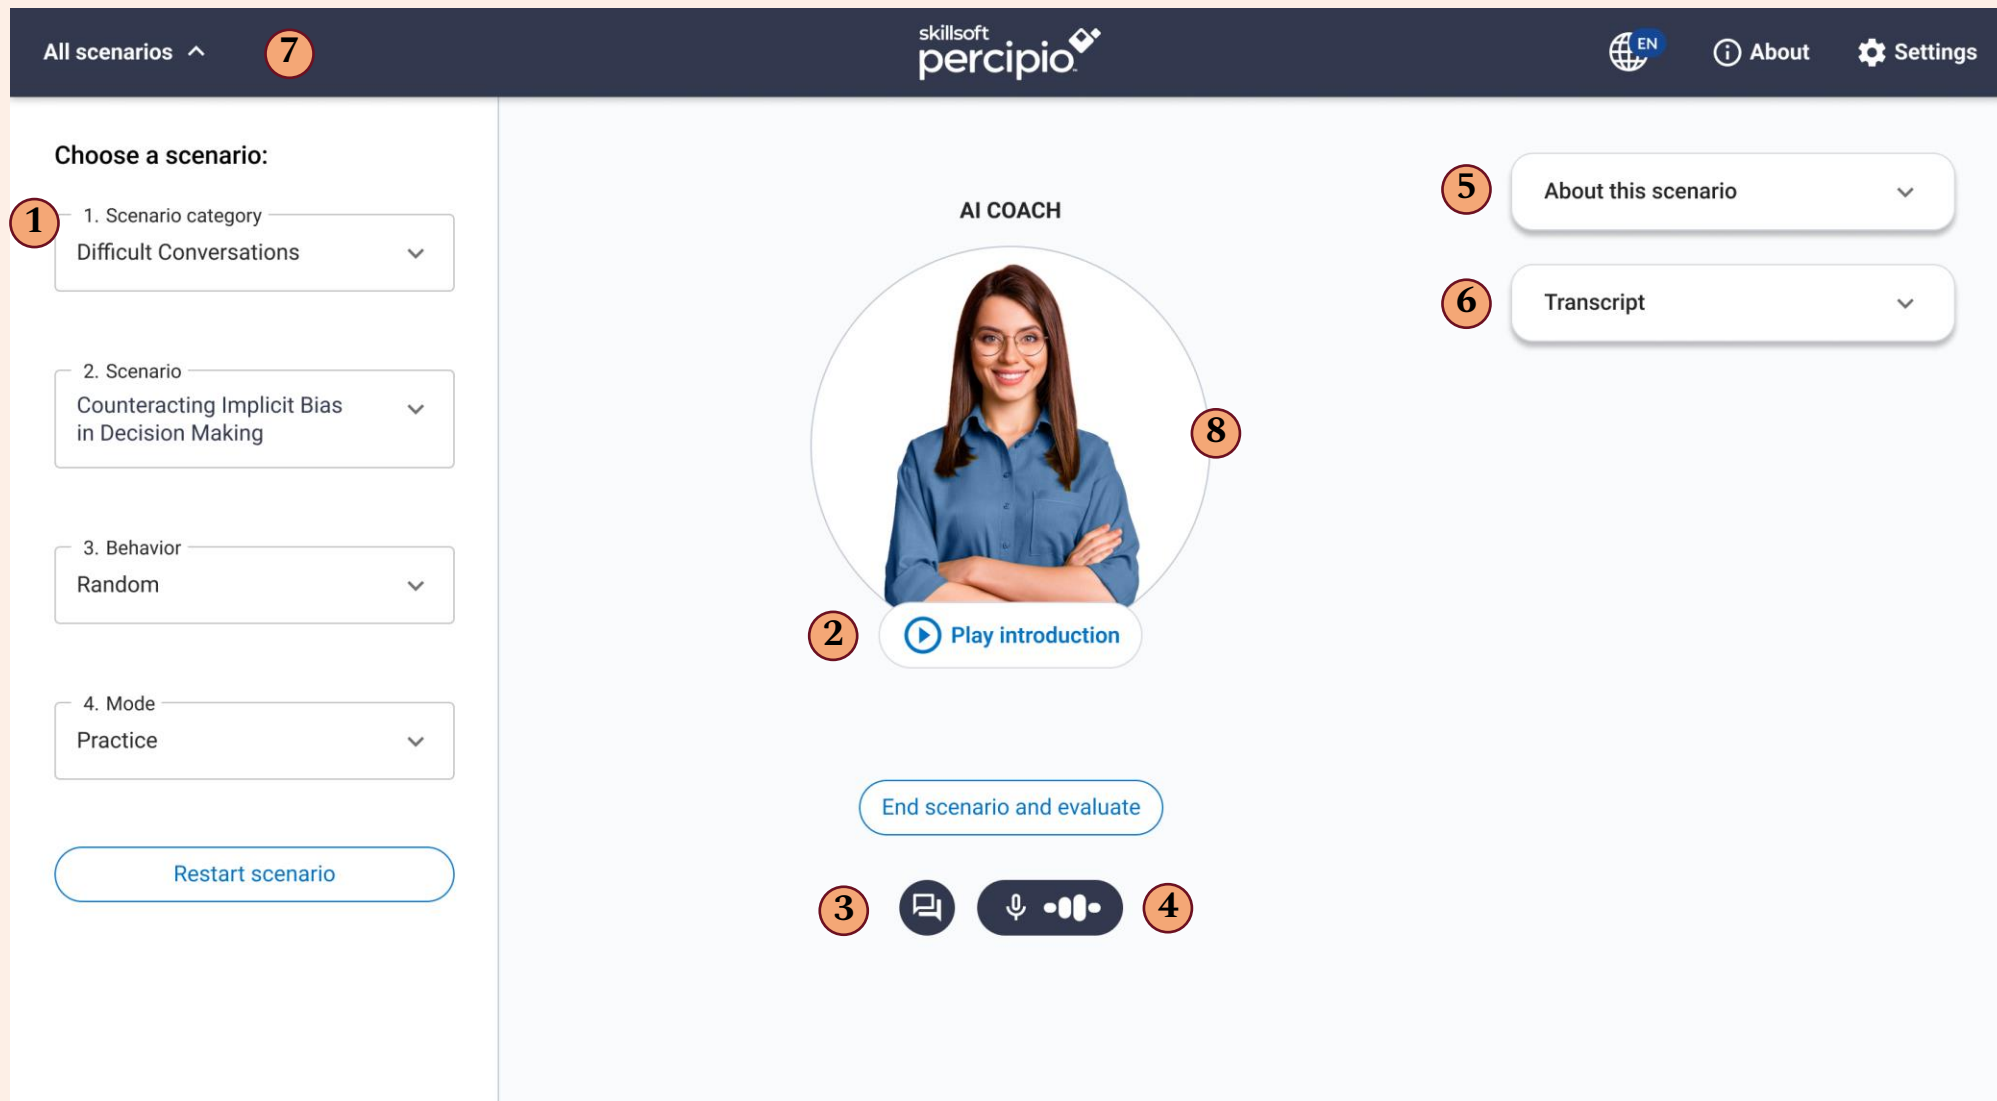 All scenarios
7
skillsoft
percipio
EN
About
Settings
Choose a scenario:
1
1. Scenario category
Difficult Conversations
2. Scenario
Counteracting Implicit Bias
in Decision Making
3. Behavior
Random
4. Mode
Practice
Restart scenario
AI COACH
8
2
Play introduction
End scenario and evaluate
3
4
5
About this scenario
6
Transcript